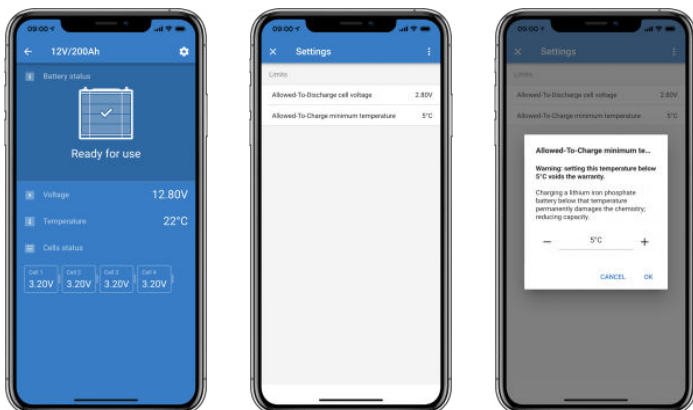 09:00
12V/200Ah
Battery status
Ready for use
Voltage 12.80V
Temperature 22°C
Cells status
Cell 1 Cell 2 Cell 3 Cell 4
3.20V 3.20V 3.20V 3.20V
09:00
Settings
Limits
Allowed-To-Discharge cell voltage 2.80V
Allowed-To-Charge minimum temperature 5°C
09:00
Settings
Limits
Allowed-To-Discharge cell voltage 2.80V
Allowed-To-Charge minimum temperature 5°C
Allowed-To-Charge minimum te...
Warning: setting this temperature below
5°C voids the warranty.
Charging a lithium iron phosphate
battery below that temperature
permanently damages the chemistry;
reducing capacity.
— 5°C +
CANCEL OK